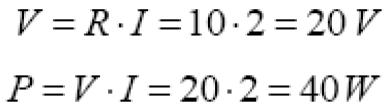 V = R · I = 10 · 2 = 20 V
P = V · I = 20 · 2 = 40 W